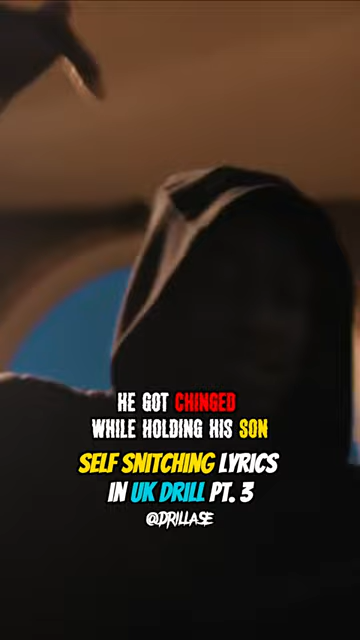 HE GOT CHINGED
WHILE HOLDING HIS SON
SELF SNITCHING LYRICS
IN UK DRILL PT. 3
@DRILLASE